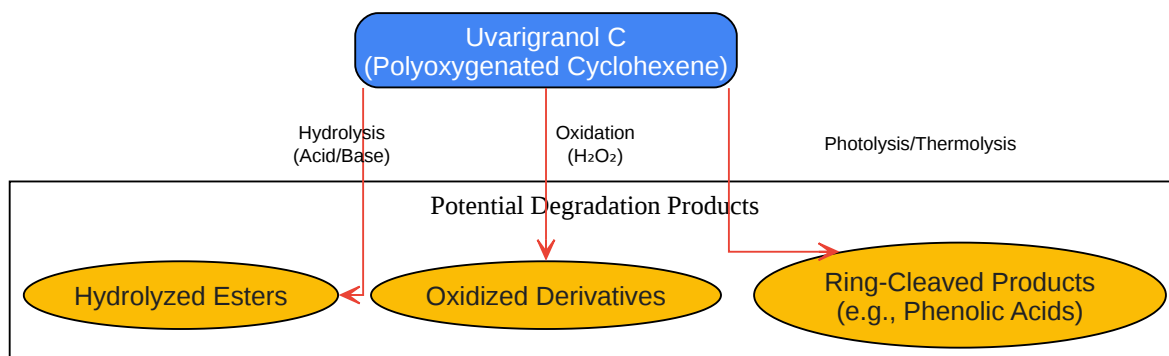 Uvarigranol C
(Polyoxygenated Cyclohexene)
Hydrolysis
(Acid/Base)
Oxidation
(H₂O₂)
Photolysis/Thermolysis
Potential Degradation Products
Hydrolyzed Esters
Oxidized Derivatives
Ring-Cleaved Products
(e.g., Phenolic Acids)